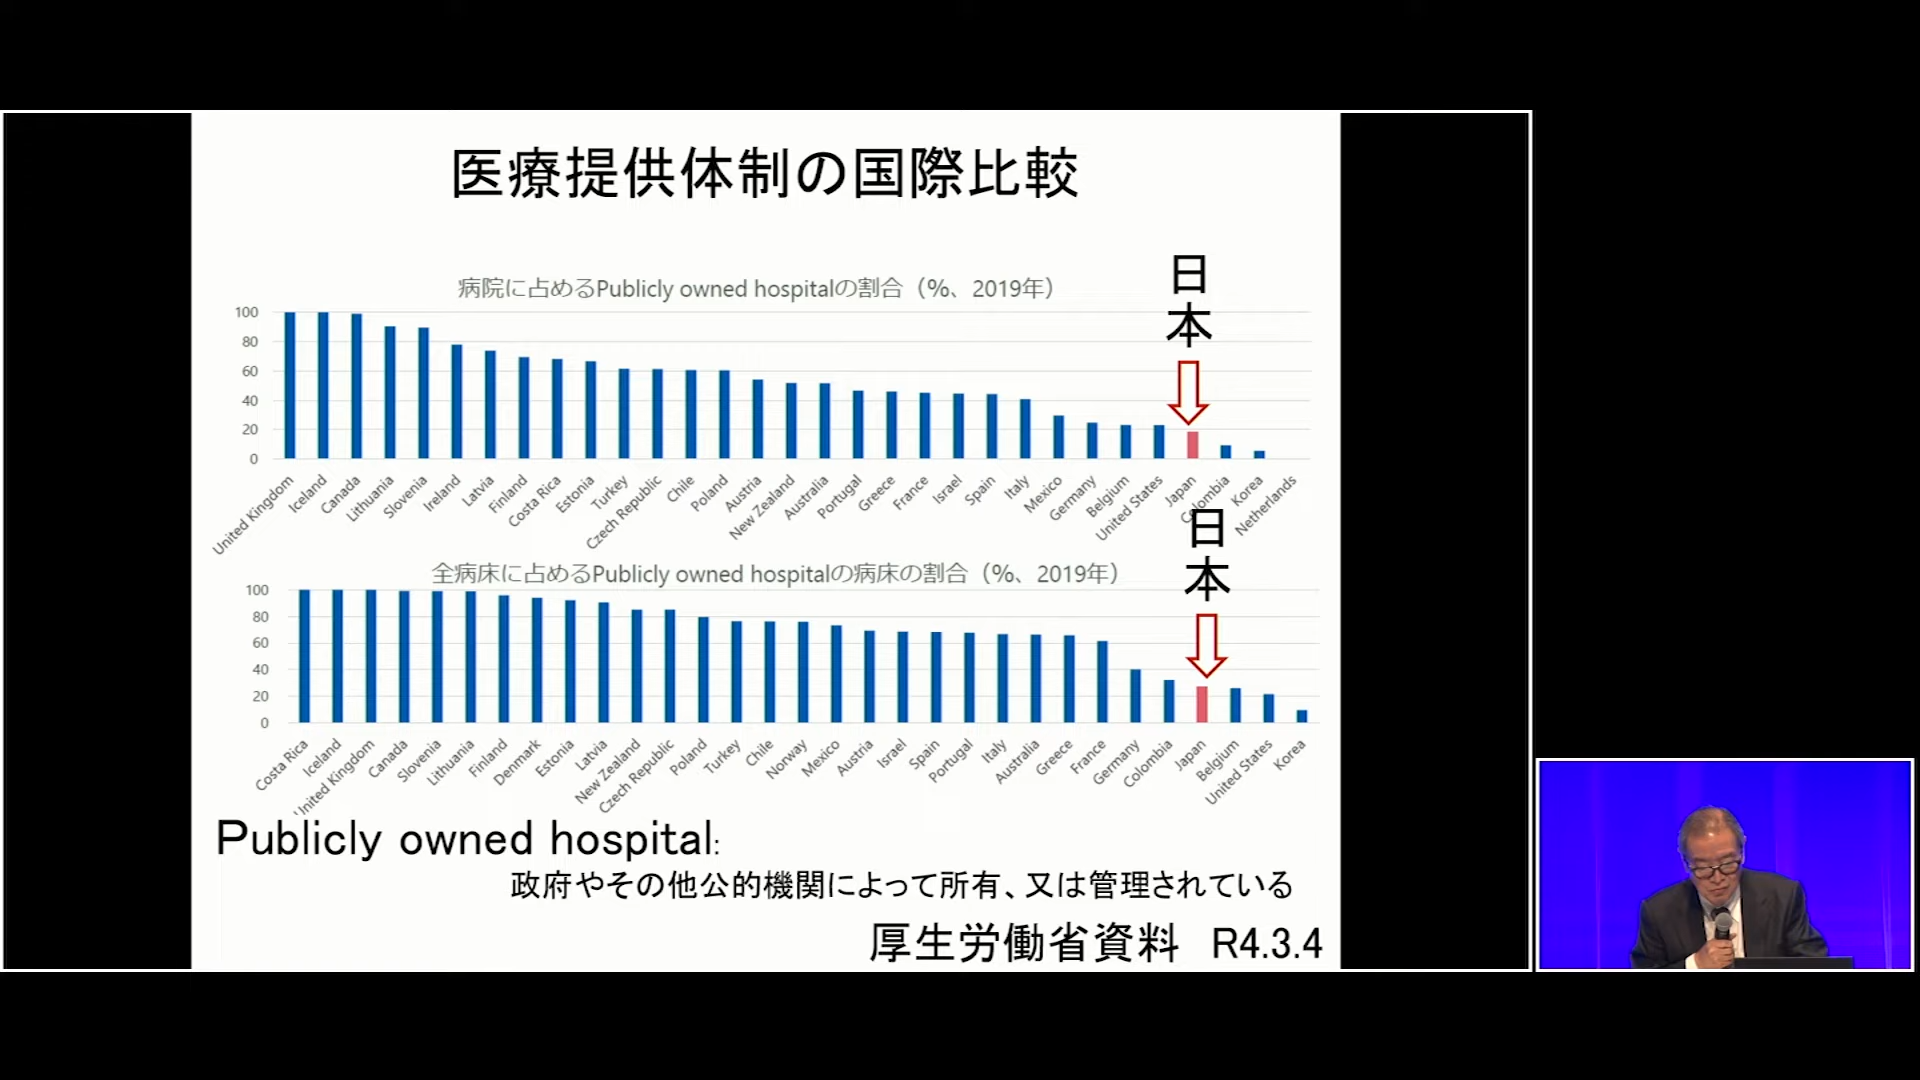 医療提供体制の国際比較
日本
病院に占めるPublicly owned hospitalの割合（%、2019年）
100
80
60
40
20
0
United Kingdom
Iceland
Canada
Lithuania
Slovenia
Ireland
Latvia
Finland
Costa Rica
Estonia
Turkey
Czech Republic
Chile
Poland
Austria
New Zealand
Australia
Portugal
Greece
France
Israel
Spain
Italy
Mexico
Germany
Belgium
United States
Japan
Colombia
Korea
Netherlands
日本
全病床に占めるPublicly owned hospitalの病床の割合（%、2019年）
100
80
60
40
20
0
Costa Rica
Iceland
United Kingdom
Canada
Slovenia
Lithuania
Finland
Denmark
Estonia
Latvia
New Zealand
Czech Republic
Poland
Turkey
Chile
Norway
Mexico
Austria
Israel
Spain
Portugal
Italy
Australia
Greece
France
Germany
Colombia
Japan
Belgium
United States
Korea
Publicly owned hospital:
政府やその他公的機関によって所有、又は管理されている
厚生労働省資料 R4.3.4